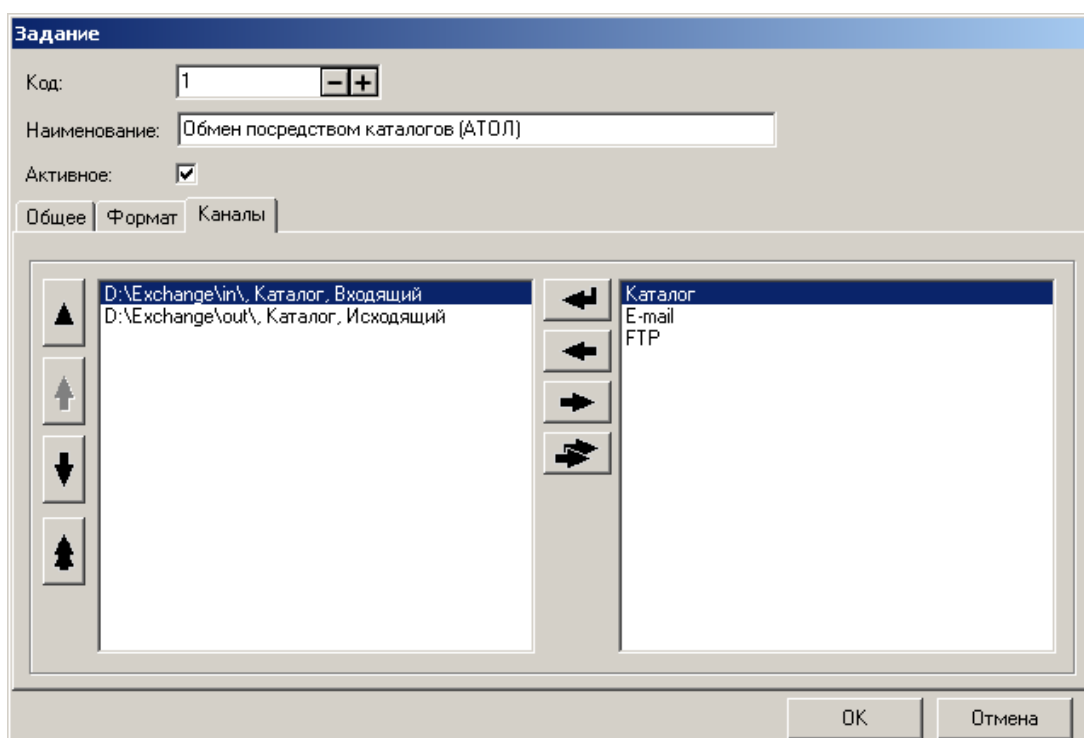 Задание
Код: 1
Наименование: Обмен посредством каталогов (АТОЛ)
Активное:
Общее Формат Каналы
D:\Exchange\in\, Каталог, Входящий
D:\Exchange\out\, Каталог, Исходящий
Каталог
E-mail
FTP
OK Отмена